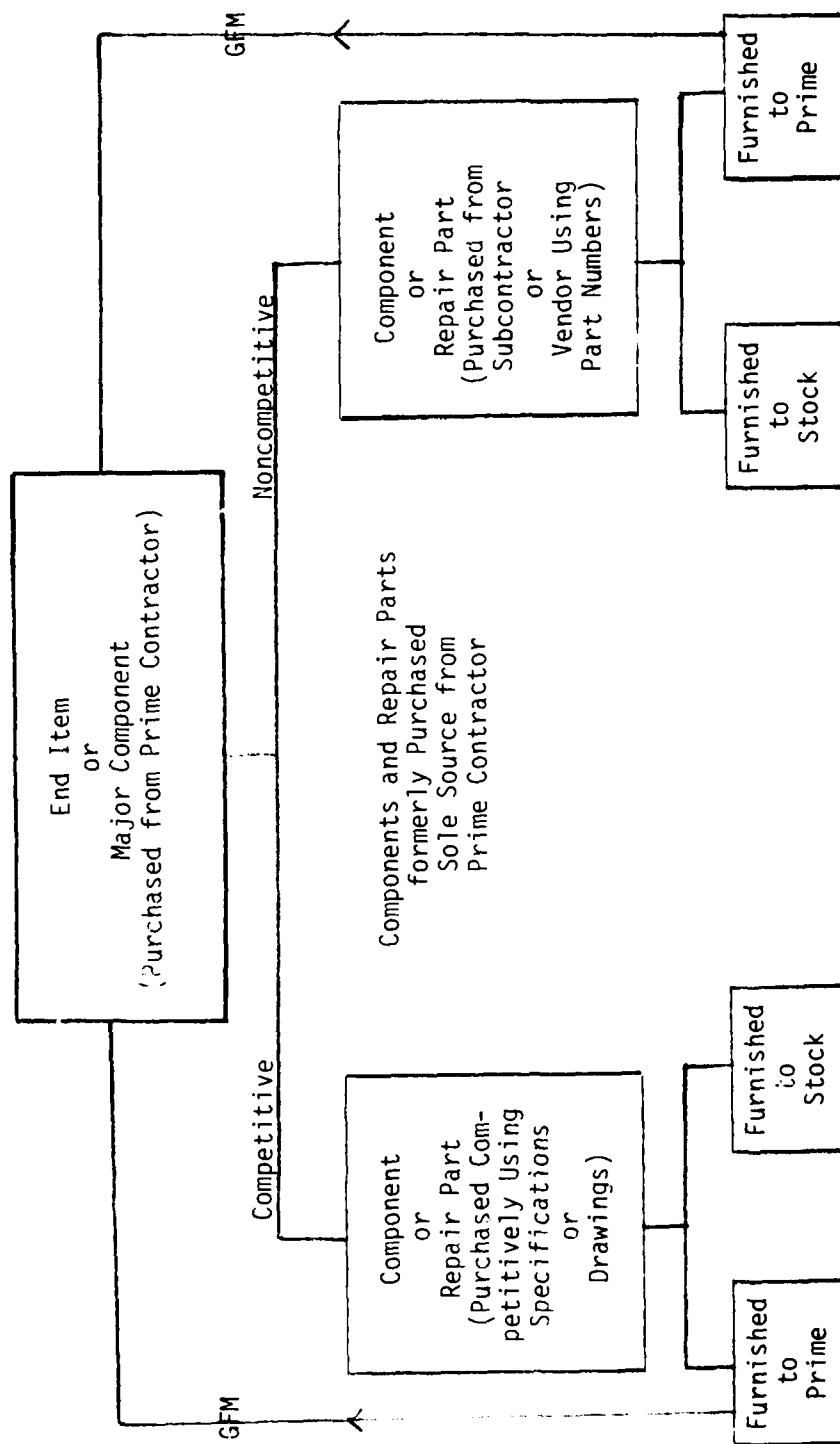 End Item
or
Major Component
(Purchased from Prime Contractor)
GFM
GFM
Competitive
Noncompetitive
Component
or
Repair Part
(Purchased Com-
petitively Using
Specifications
or
Drawings)
Components and Repair Parts
formerly Purchased
Sole Source from
Prime Contractor
Component
or
Repair Part
(Purchased from
Subcontractor
or
Vendor Using
Part Numbers)
Furnished
to
Prime
Furnished
to
Stock
Furnished
to
Stock
Furnished
to
Prime